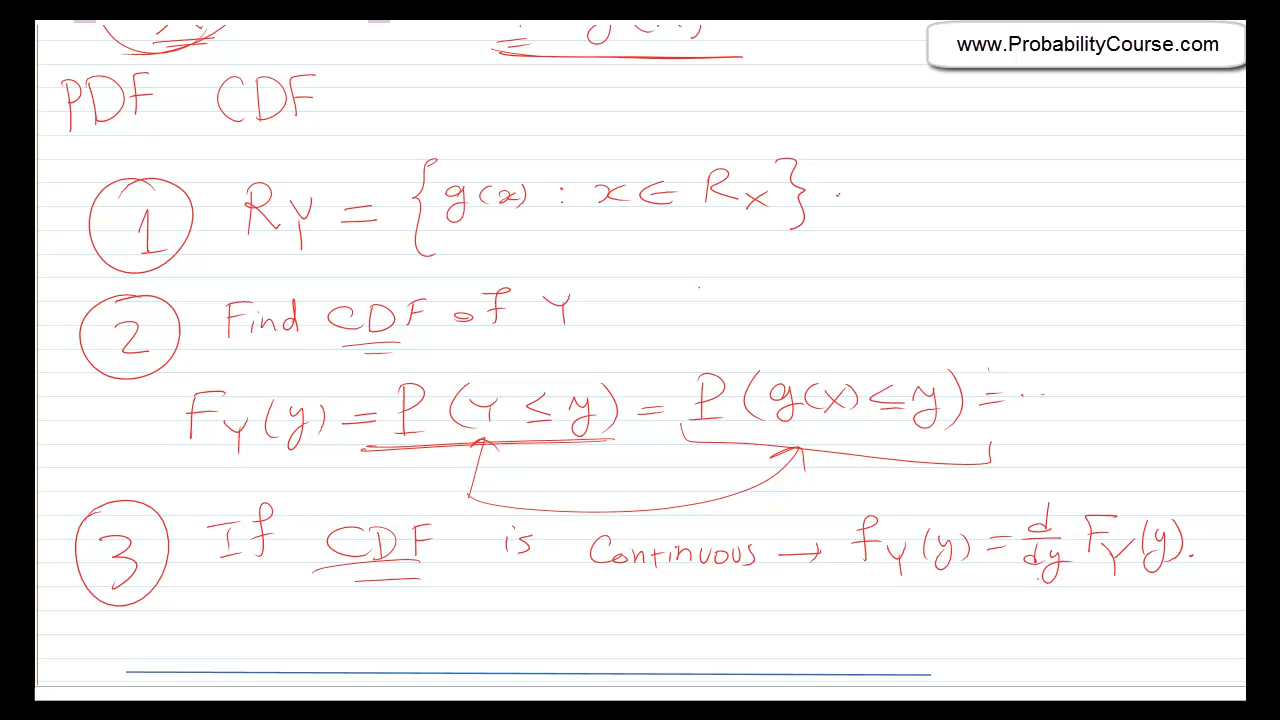 = g(X)
www.ProbabilityCourse.com
PDF CDF
1 R_Y = { g(x) : x ∈ R_X } .
2 Find CDF of Y
F_Y(y) = P(Y ≤ y) = P(g(X) ≤ y) = ...
3 If CDF is Continuous → f_Y(y) = d/dy F_Y(y).